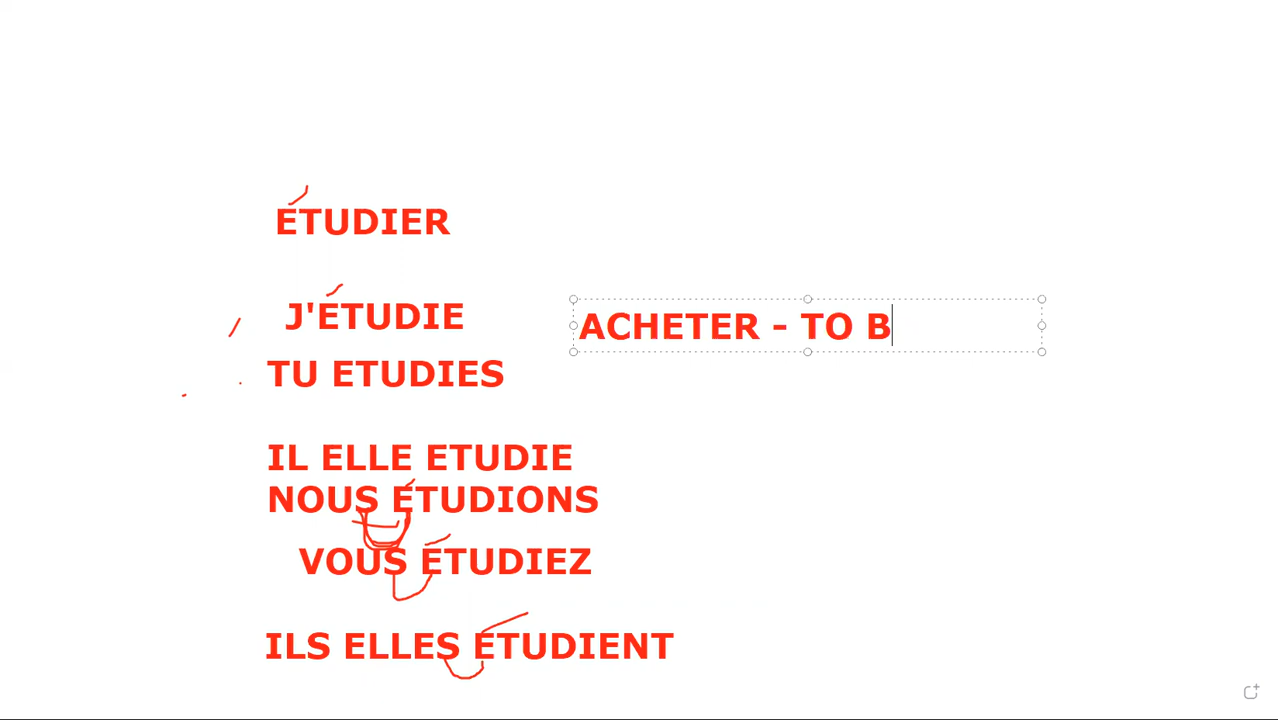 ÉTUDIER
J'ÉTUDIE
ACHETER - TO B
TU ETUDIES
IL ELLE ETUDIE
NOUS ÉTUDIONS
VOUS ÉTUDIEZ
ILS ELLES ÉTUDIENT